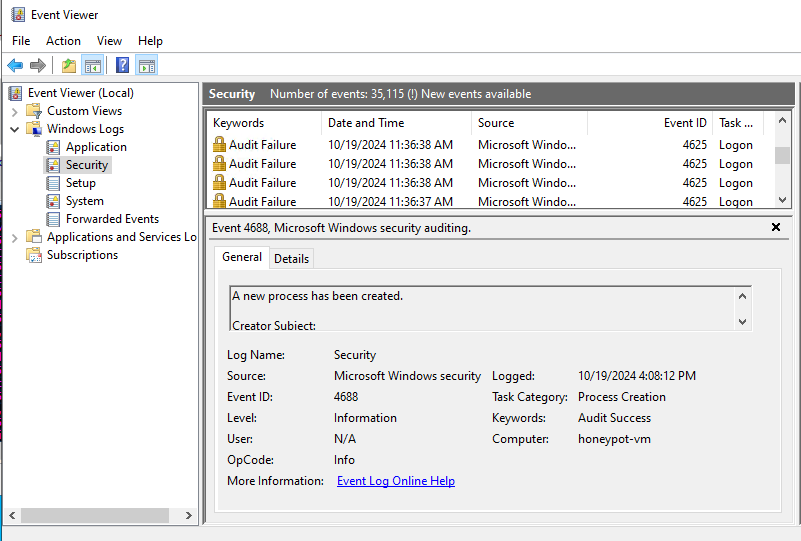 Event Viewer
File Action View Help
Event Viewer (Local)
Custom Views
Windows Logs
Application
Security
Setup
System
Forwarded Events
Applications and Services Lo
Subscriptions
Security Number of events: 35,115 (!) New events available
Keywords Date and Time Source Event ID Task ...
Audit Failure 10/19/2024 11:36:38 AM Microsoft Windo... 4625 Logon
Audit Failure 10/19/2024 11:36:38 AM Microsoft Windo... 4625 Logon
Audit Failure 10/19/2024 11:36:38 AM Microsoft Windo... 4625 Logon
Audit Failure 10/19/2024 11:36:37 AM Microsoft Windo... 4625 Logon
Event 4688, Microsoft Windows security auditing.
General Details
A new process has been created.
Creator Subject:
Log Name: Security
Source: Microsoft Windows security Logged: 10/19/2024 4:08:12 PM
Event ID: 4688 Task Category: Process Creation
Level: Information Keywords: Audit Success
User: N/A Computer: honeypot-vm
OpCode: Info
More Information: Event Log Online Help